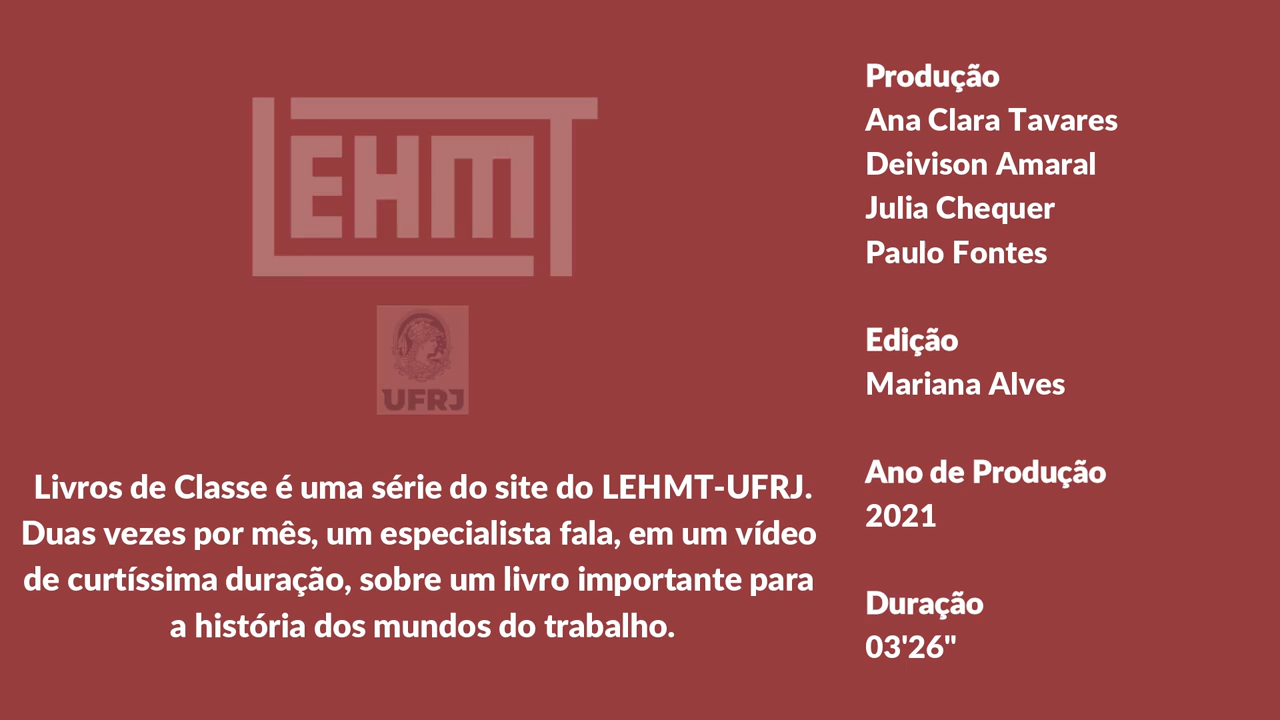 LEHMT
UFRJ
Livros de Classe é uma série do site do LEHMT-UFRJ.
Duas vezes por mês, um especialista fala, em um vídeo
de curtíssima duração, sobre um livro importante para
a história dos mundos do trabalho.
Produção
Ana Clara Tavares
Deivison Amaral
Julia Chequer
Paulo Fontes
Edição
Mariana Alves
Ano de Produção
2021
Duração
03'26"